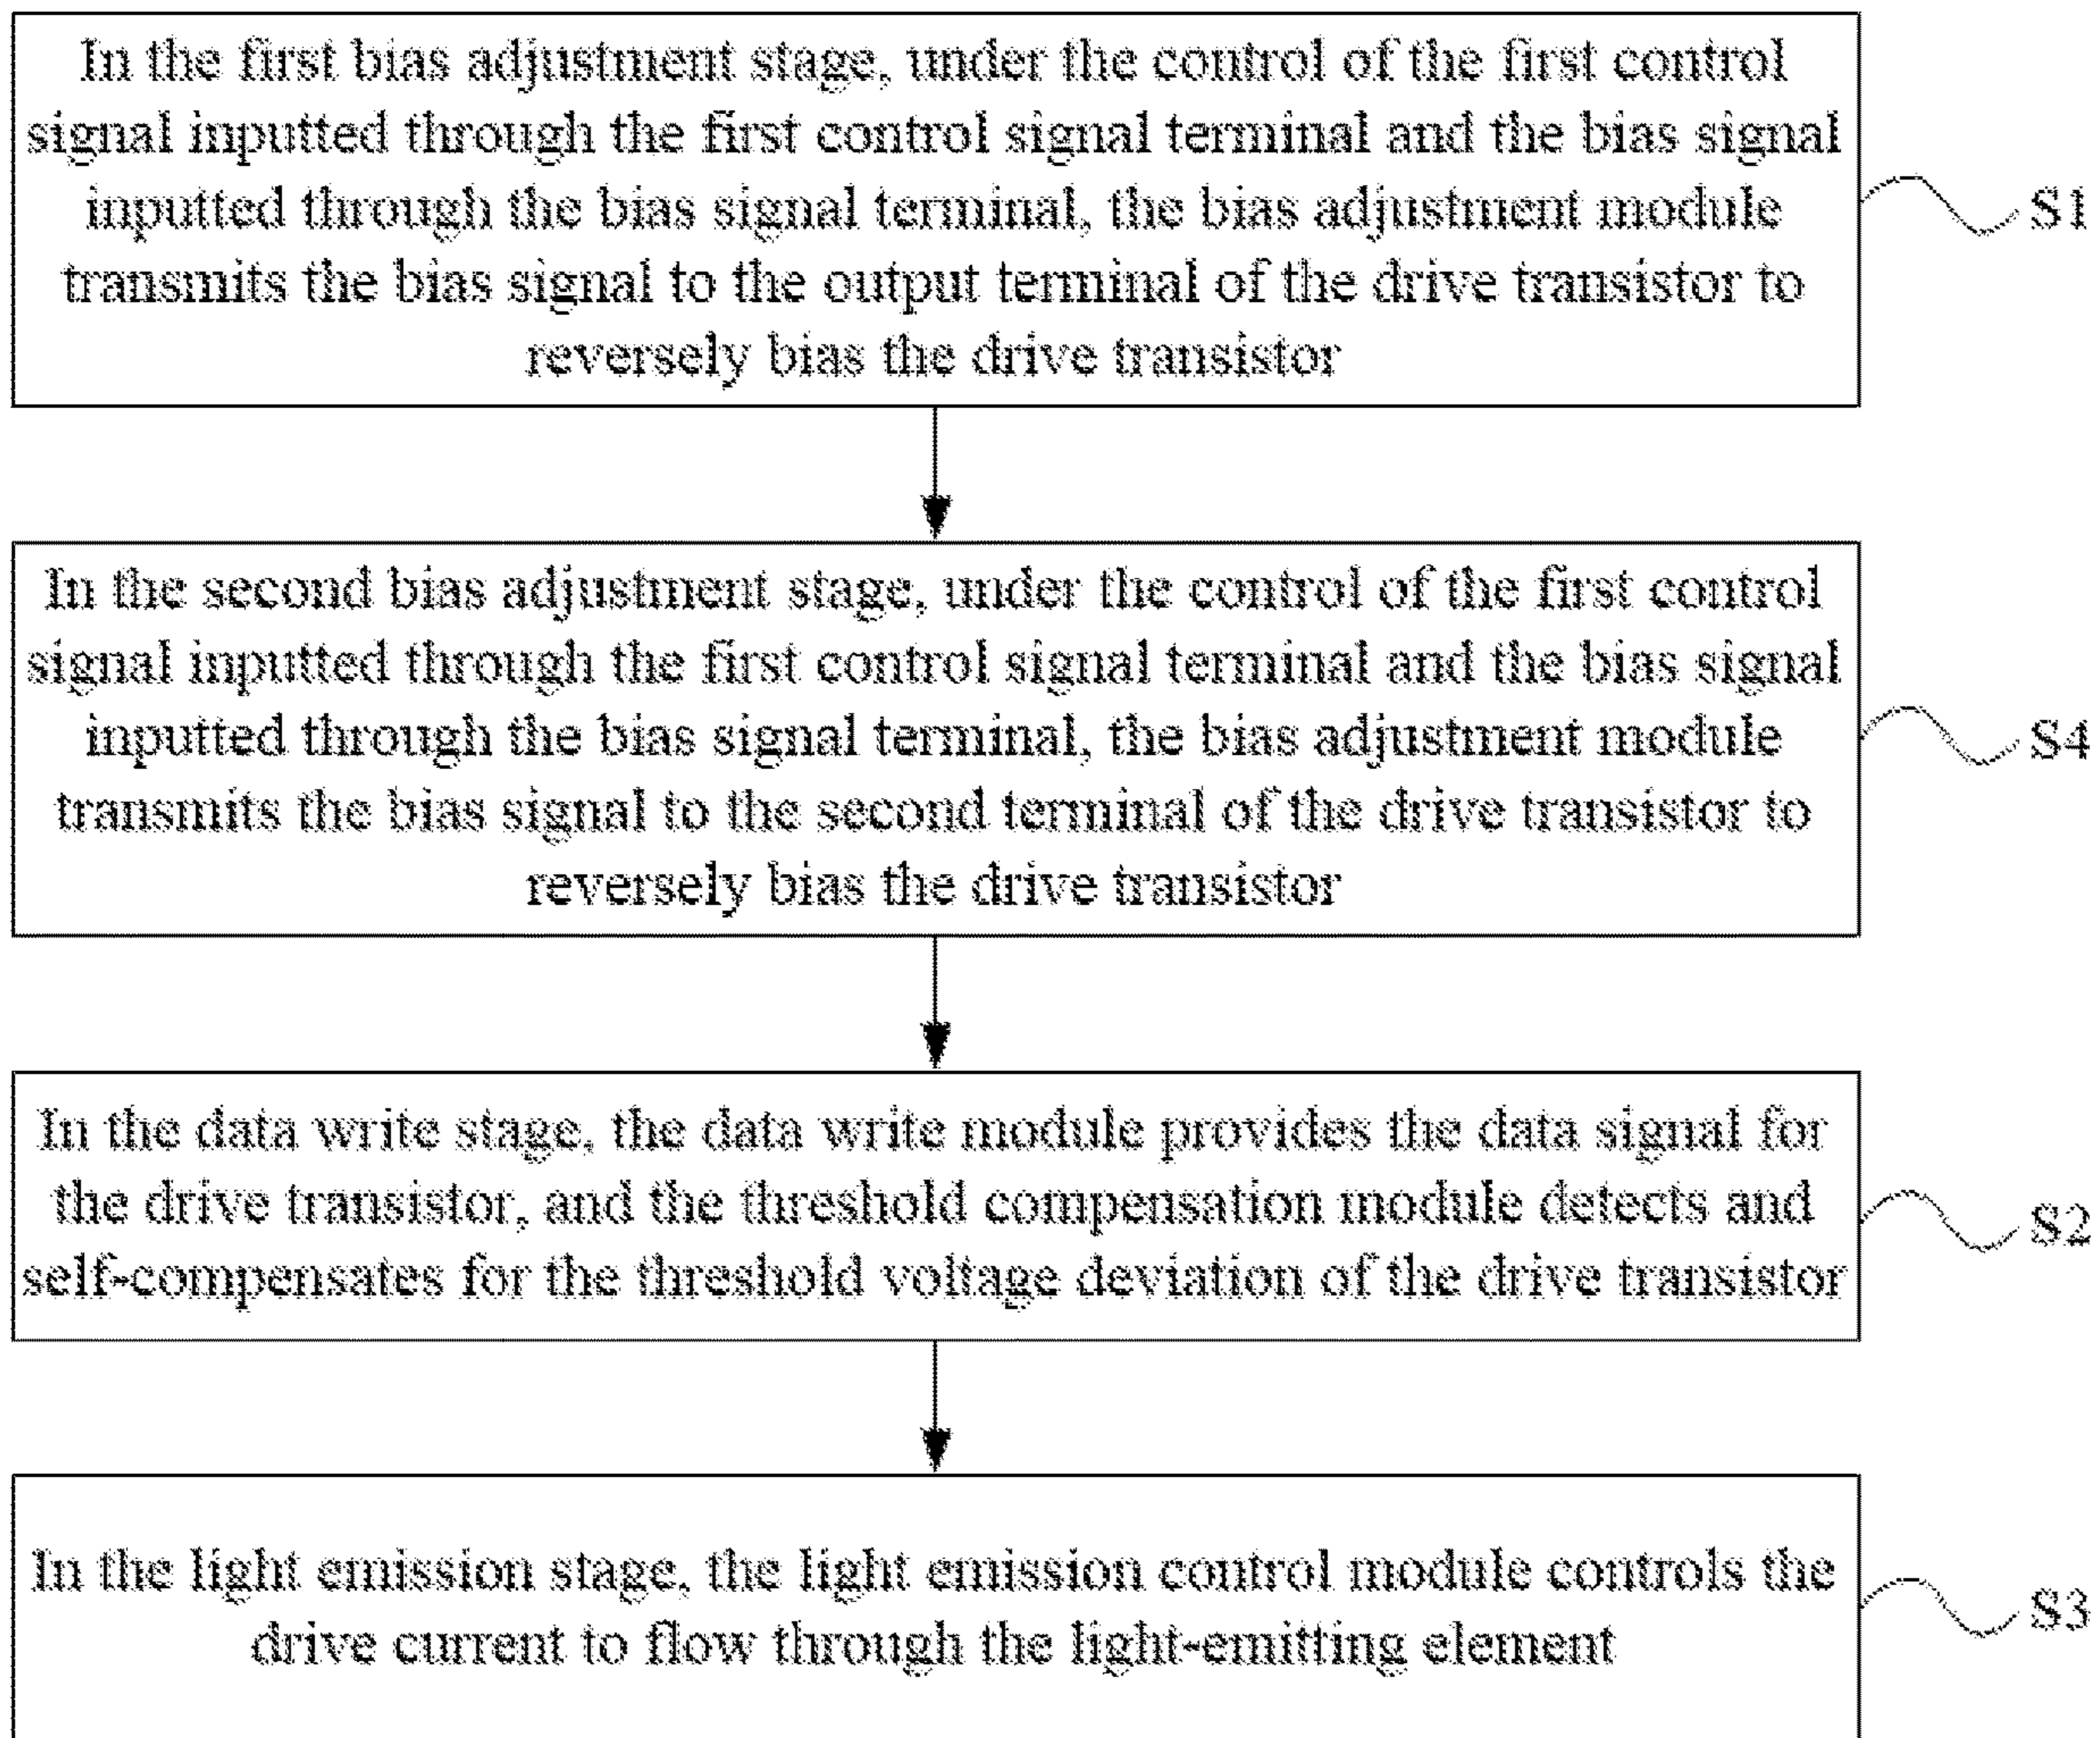 In the first bias adjustment stage, under the control of the first control
signal inputted through the first control signal terminal and the bias signal
inputted through the bias signal terminal, the bias adjustment module
transmits the bias signal to the output terminal of the drive transistor to
reversely bias the drive transistor
S1
In the second bias adjustment stage, under the control of the first control
signal inputted through the first control signal terminal and the bias signal
inputted through the bias signal terminal, the bias adjustment module
transmits the bias signal to the second terminal of the drive transistor to
reversely bias the drive transistor
S4
In the data write stage, the data write module provides the data signal for
the drive transistor, and the threshold compensation module detects and
self-compensates for the threshold voltage deviation of the drive transistor
S2
In the light emission stage, the light emission control module controls the
drive current to flow through the light-emitting element
S3